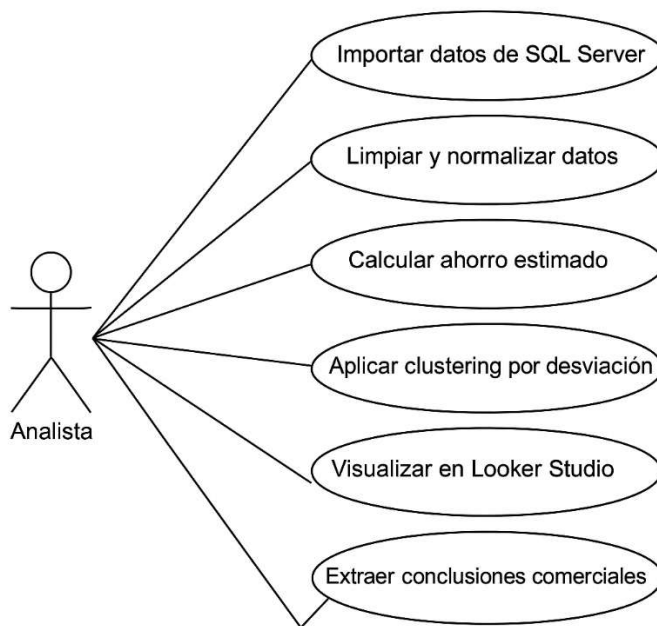 Importar datos de SQL Server
Limpiar y normalizar datos
Calcular ahorro estimado
Aplicar clustering por desviación
Analista
Visualizar en Looker Studio
Extraer conclusiones comerciales